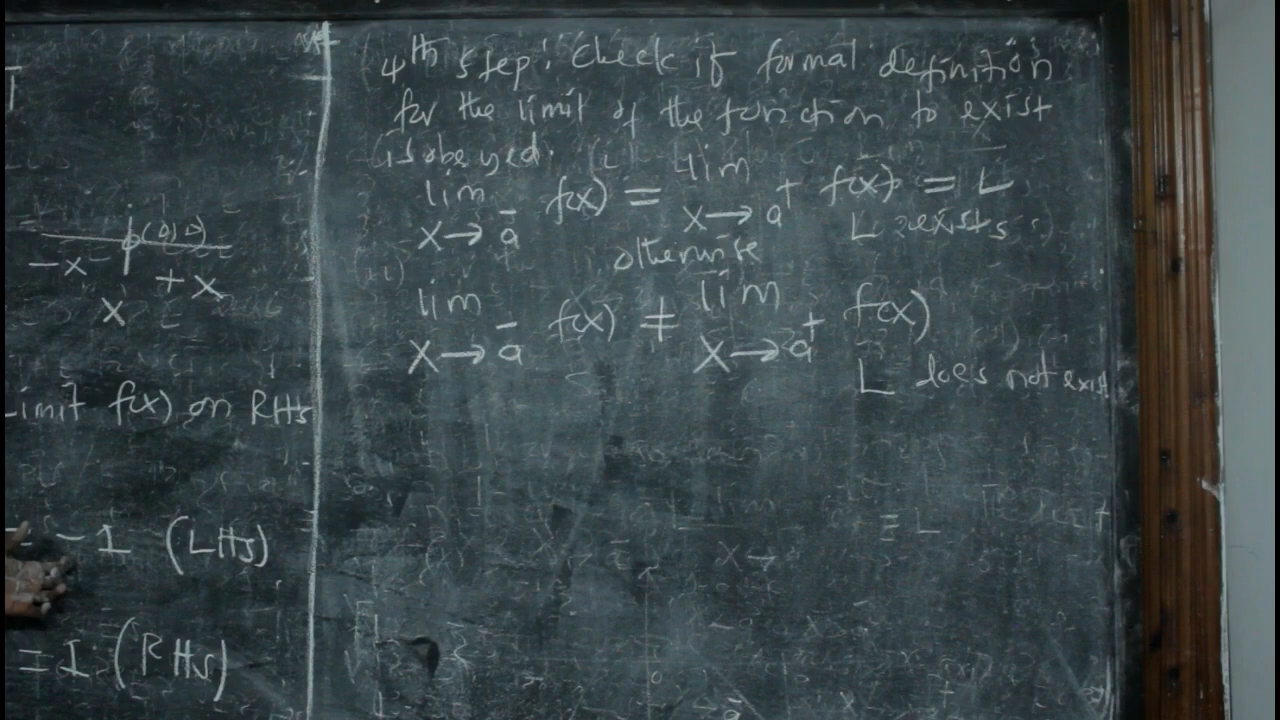 (0,0)
-x +x
x
Limit f(x) on RHS
= -1 (LHS)
= 1 (RHS)
4th step: Check if formal definition
for the limit of the function to exist
is obeyed.
lim x→a⁻ f(x) = lim x→a⁺ f(x) = L
L exists
otherwise
lim x→a⁻ f(x) ≠ lim x→a⁺ f(x)
L does not exist